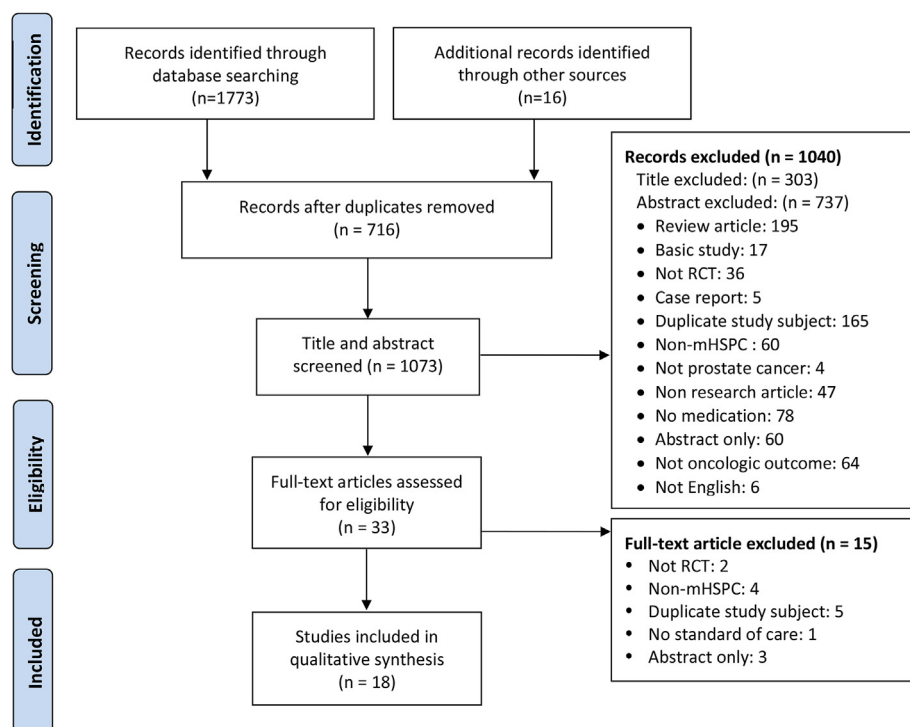 Identification
Records identified through
database searching
(n=1773)
Additional records identified
through other sources
(n=16)
Screening
Records after duplicates removed
(n = 716)
Title and abstract
screened (n = 1073)
Records excluded (n = 1040)
Title excluded: (n = 303)
Abstract excluded: (n = 737)
• Review article: 195
• Basic study: 17
• Not RCT: 36
• Case report: 5
• Duplicate study subject: 165
• Non-mHSPC : 60
• Not prostate cancer: 4
• Non research article: 47
• No medication: 78
• Abstract only: 60
• Not oncologic outcome: 64
• Not English: 6
Eligibility
Full-text articles assessed
for eligibility
(n = 33)
Full-text article excluded (n = 15)
• Not RCT: 2
• Non-mHSPC: 4
• Duplicate study subject: 5
• No standard of care: 1
• Abstract only: 3
Included
Studies included in
qualitative synthesis
(n = 18)